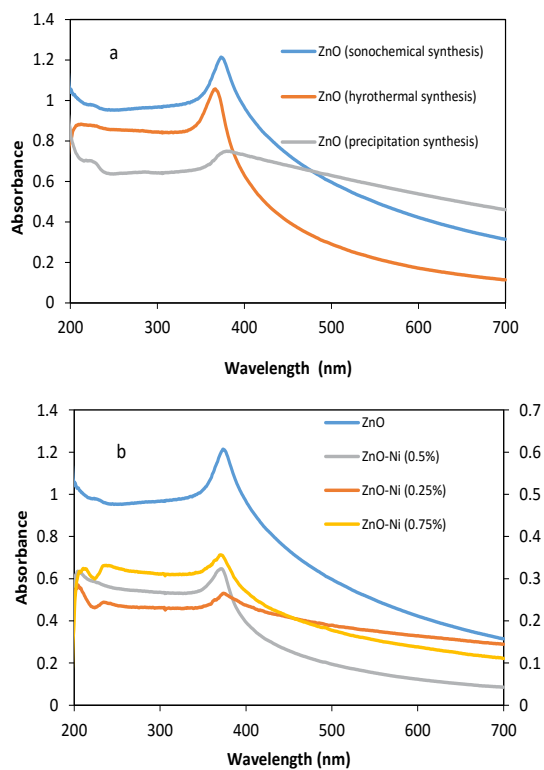 a
ZnO (sonochemical synthesis)
ZnO (hyrothermal synthesis)
ZnO (precipitation synthesis)
Absorbance
1.4
1.2
1
0.8
0.6
0.4
0.2
0
200 300 400 500 600 700
Wavelength (nm)
b
ZnO
ZnO-Ni (0.5%)
ZnO-Ni (0.25%)
ZnO-Ni (0.75%)
Absorbance
1.4
1.2
1
0.8
0.6
0.4
0.2
0
0.7
0.6
0.5
0.4
0.3
0.2
0.1
0
200 300 400 500 600 700
Wavelength (nm)